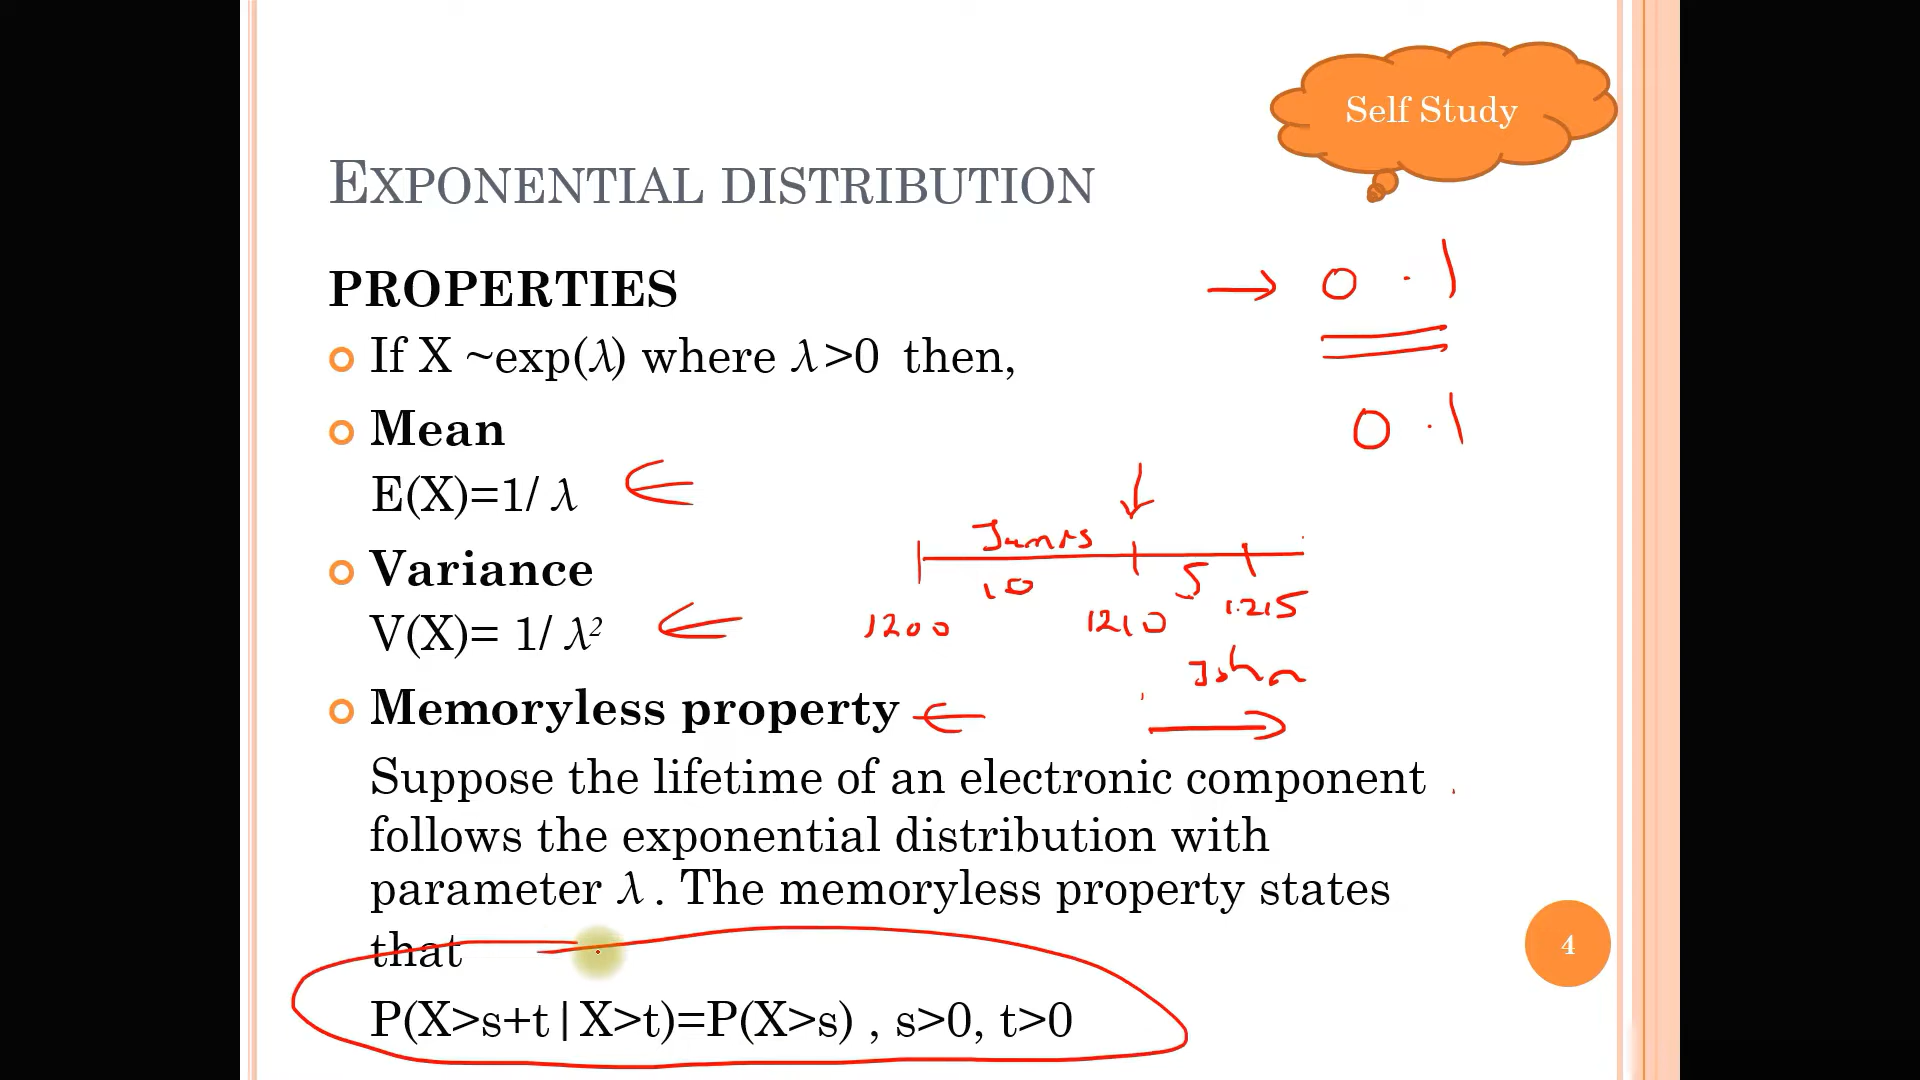 Self Study
EXPONENTIAL DISTRIBUTION
PROPERTIES
→ 0.1
If X ~exp(λ) where λ >0 then,
0.1
Mean
E(X)=1/ λ
James
Variance
10 5
1200 1210 1215
V(X)= 1/ λ²
John
Memoryless property
Suppose the lifetime of an electronic component
follows the exponential distribution with
parameter λ . The memoryless property states
that
4
P(X>s+t|X>t)=P(X>s) , s>0, t>0